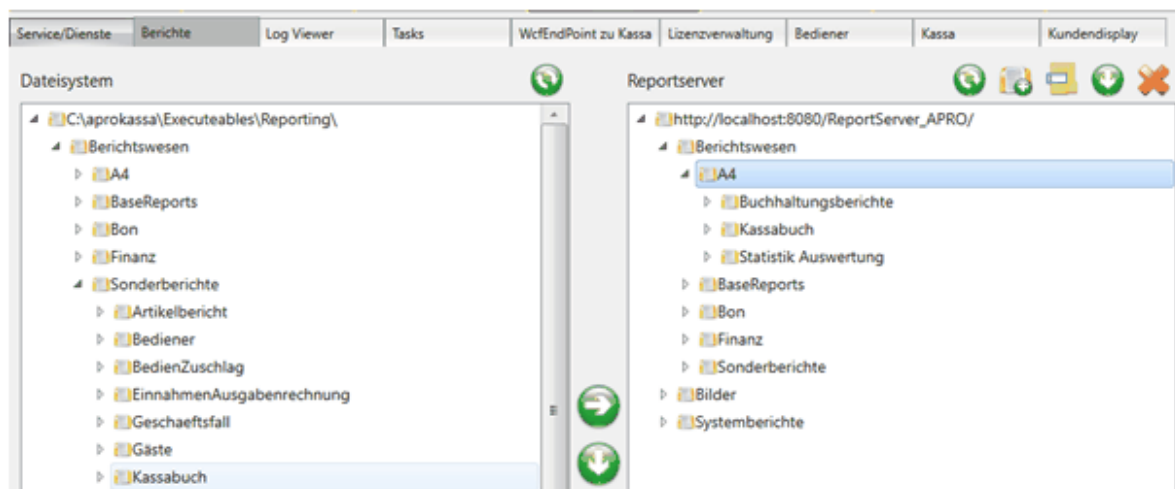 Service/Dienste Berichte Log Viewer Tasks WcfEndPoint zu Kassa Lizenzverwaltung Bediener Kassa Kundendisplay
Dateisystem
C:\aprokassa\Executeables\Reporting\
Berichtswesen
A4
BaseReports
Bon
Finanz
Sonderberichte
Artikelbericht
Bediener
BedienZuschlag
EinnahmenAusgabenrechnung
Geschaeftsfall
Gäste
Kassabuch
Reportserver
http://localhost:8080/ReportServer_APRO/
Berichtswesen
A4
Buchhaltungsberichte
Kassabuch
Statistik Auswertung
BaseReports
Bon
Finanz
Sonderberichte
Bilder
Systemberichte